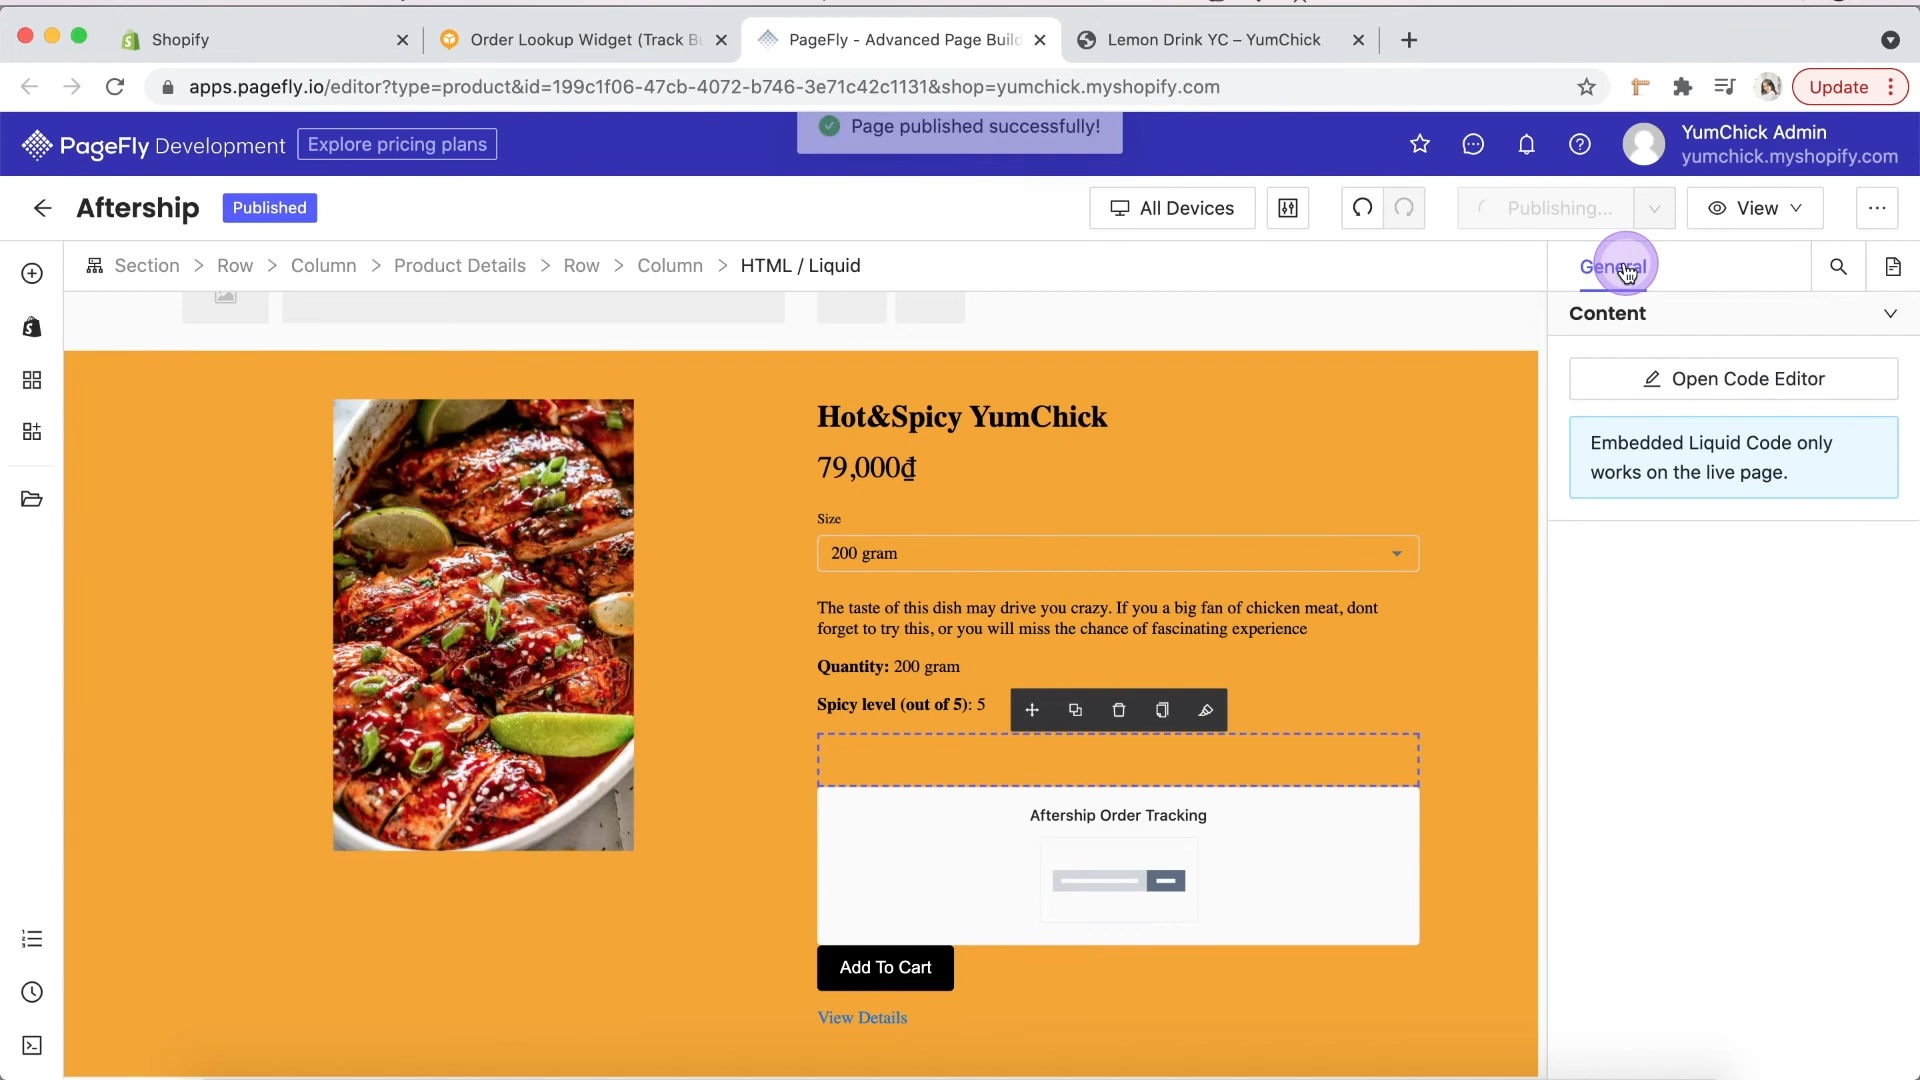 Shopify
Order Lookup Widget (Track Bu
PageFly - Advanced Page Build
Lemon Drink YC – YumChick
apps.pagefly.io/editor?type=product&id=199c1f06-47cb-4072-b746-3e71c42c1131&shop=yumchick.myshopify.com
Update
PageFly Development
Explore pricing plans
Page published successfully!
YumChick Admin
yumchick.myshopify.com
Aftership
Published
All Devices
Publishing...
View
Section > Row > Column > Product Details > Row > Column > HTML / Liquid
General
Content
Open Code Editor
Embedded Liquid Code only
works on the live page.
Hot&Spicy YumChick
79,000₫
Size
200 gram
The taste of this dish may drive you crazy. If you a big fan of chicken meat, dont
forget to try this, or you will miss the chance of fascinating experience
Quantity: 200 gram
Spicy level (out of 5): 5
Aftership Order Tracking
Add To Cart
View Details